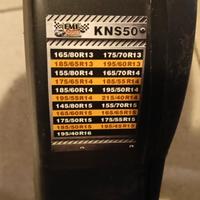 KNS50
165/80R13 175/70R13
185/65R13 195/60R13
155/80R14 165/70R14
175/65R14 185/55R14
185/60R14 195/50R14
195/55R14 215/40R14
145/80R15 155/70R15
165/60R15 165/65R15
175/50R15 175/55R15
185/50R15 195/45R15
195/40R16